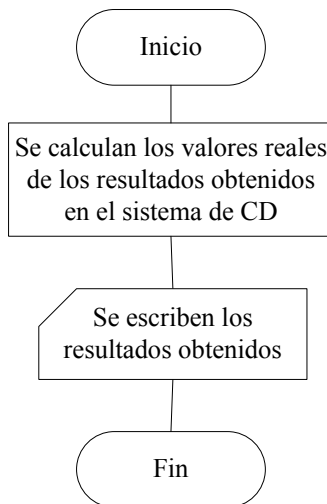 Inicio
Se calculan los valores reales
de los resultados obtenidos
en el sistema de CD
Se escriben los
resultados obtenidos
Fin